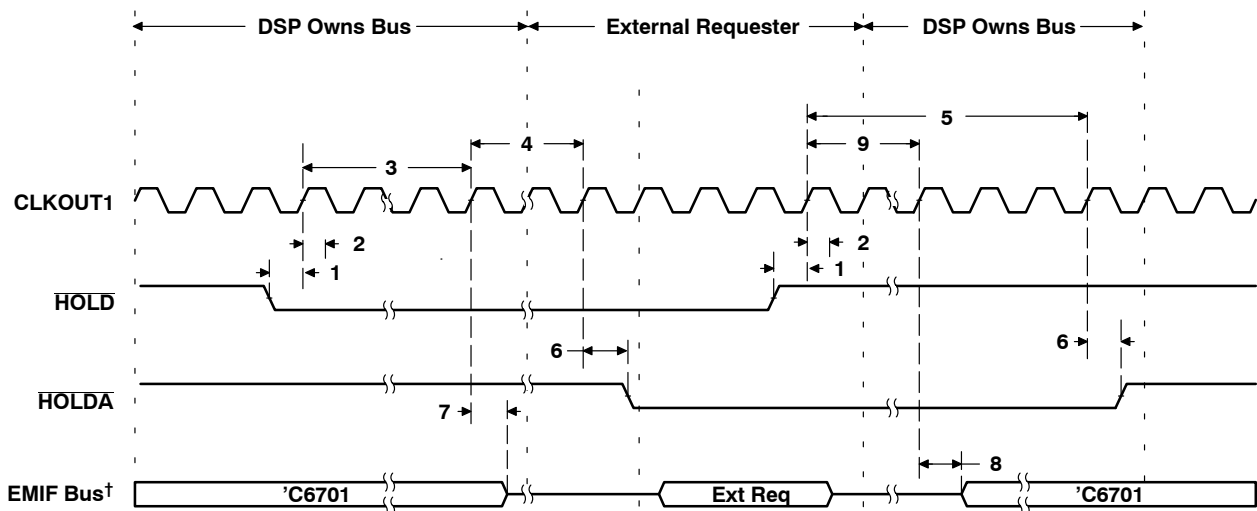 DSP Owns Bus External Requester DSP Owns Bus
5
4 9
3
CLKOUT1
2 2
1 1
HOLD
6 6
HOLDA
7
8
EMIF Bus† 'C6701 Ext Req 'C6701